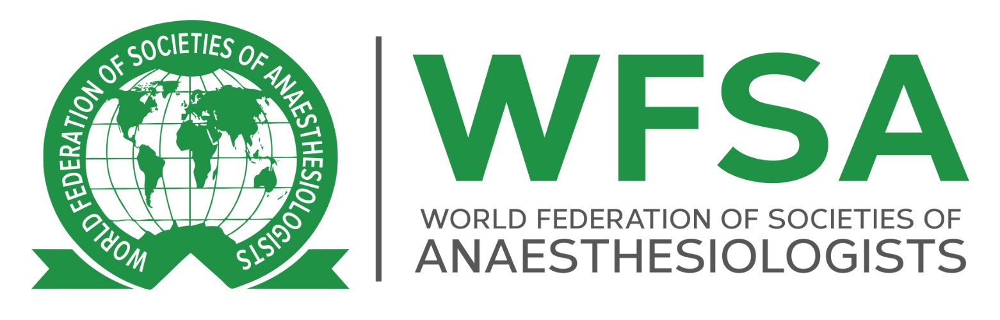 WORLD FEDERATION OF SOCIETIES OF ANAESTHESIOLOGISTS
WFSA
WORLD FEDERATION OF SOCIETIES OF
ANAESTHESIOLOGISTS